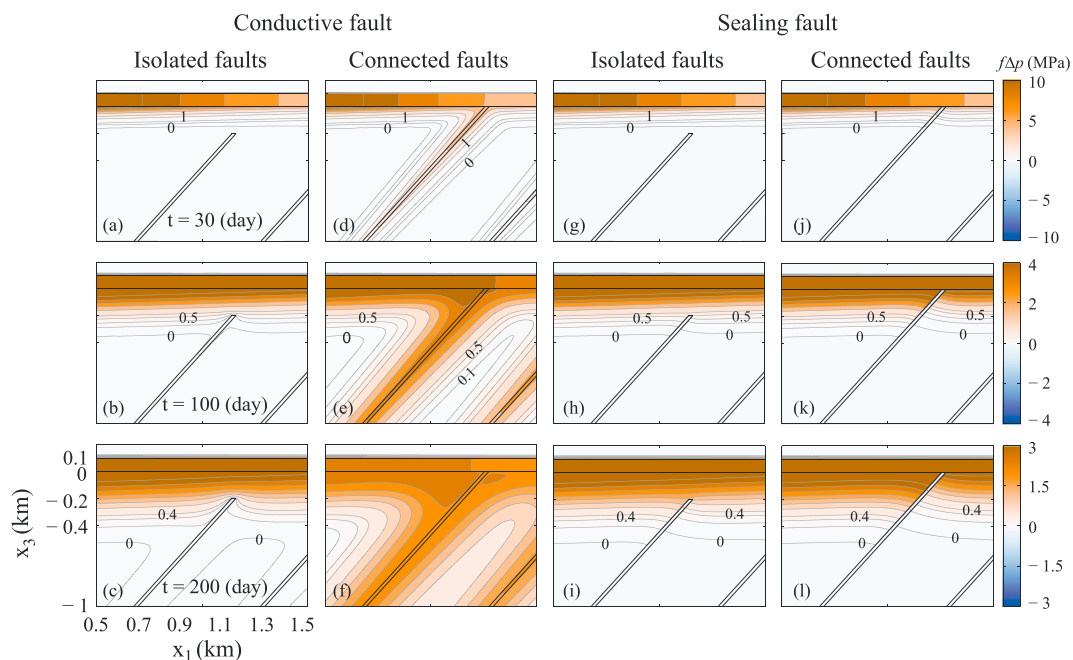 Conductive fault Sealing fault
Isolated faults Connected faults Isolated faults Connected faults fΔp (MPa)
1 1 1 1 10
0 0 0 0 5
1 0
0 −5
(a) t = 30 (day) (d) (g) (j) −10
4
0.5 0.5 0.5 0.5 0.5 0.5 2
0 0 0.5 0 0 0 0 0
0.1 −2
(b) t = 100 (day) (e) (h) (k) −4
0.1 3
0
−0.2 1.5
0.4 0.4 0.4 0.4 0.4
−0.4 0
0 0 0 0 0 0
−1.5
(c) t = 200 (day) (f) (i) (l)
−1 −3
0.5 0.7 0.9 1.1 1.3 1.5
x1 (km)
x3 (km)